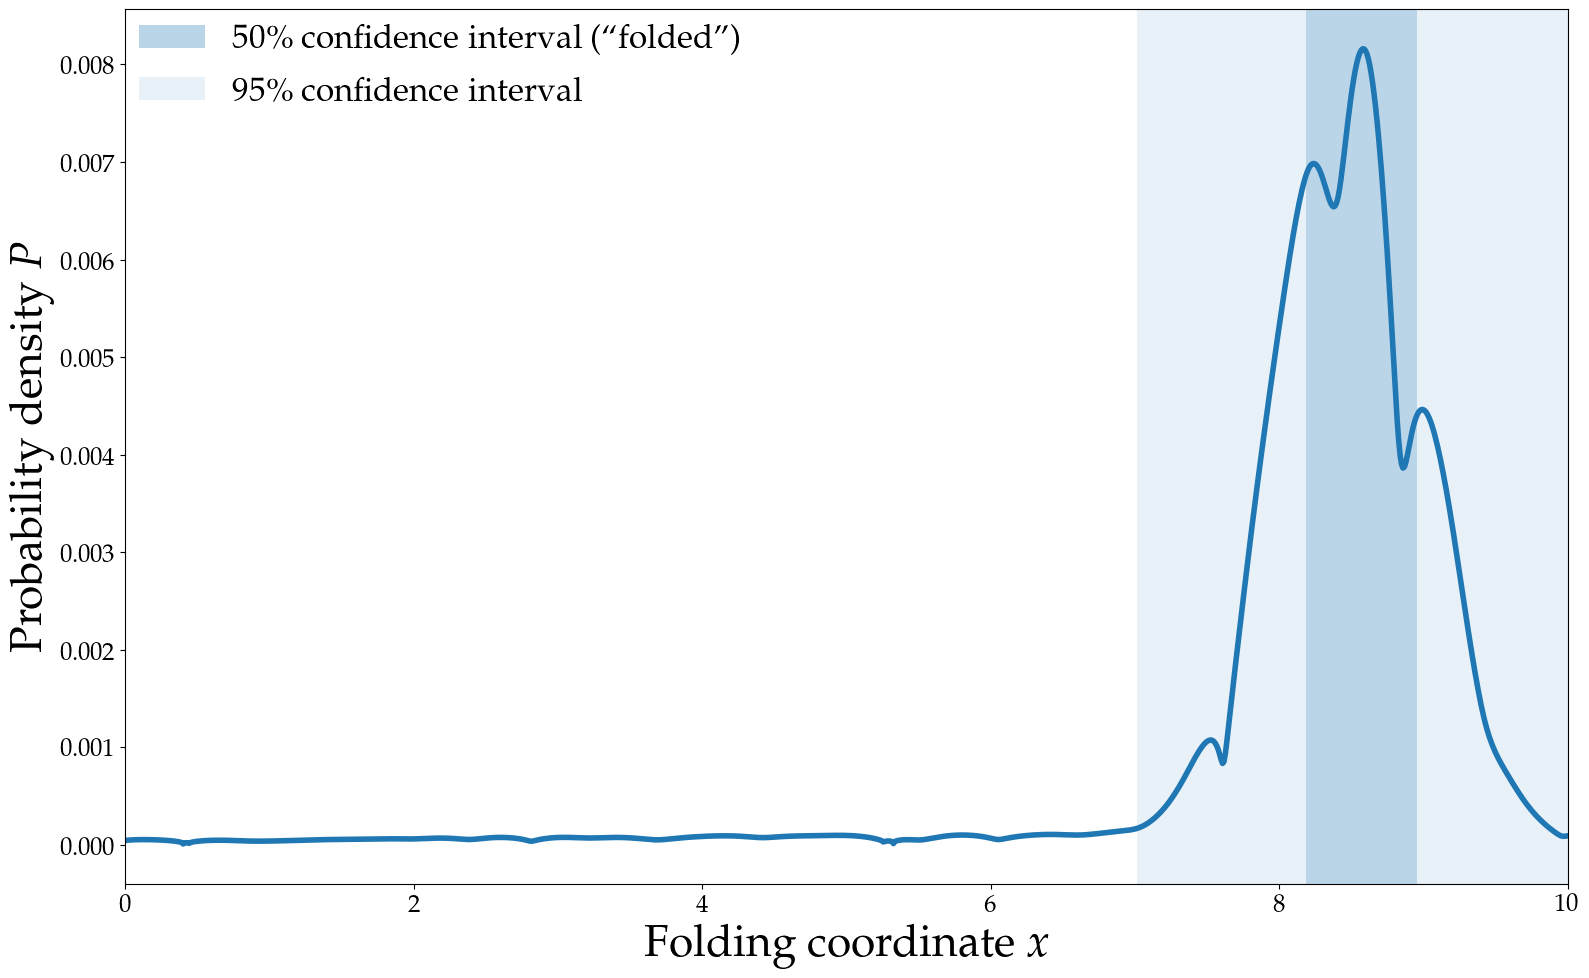 50% confidence interval (“folded”)
95% confidence interval
Probability density P
0.008
0.007
0.006
0.005
0.004
0.003
0.002
0.001
0.000
0 2 4 6 8 10
Folding coordinate x